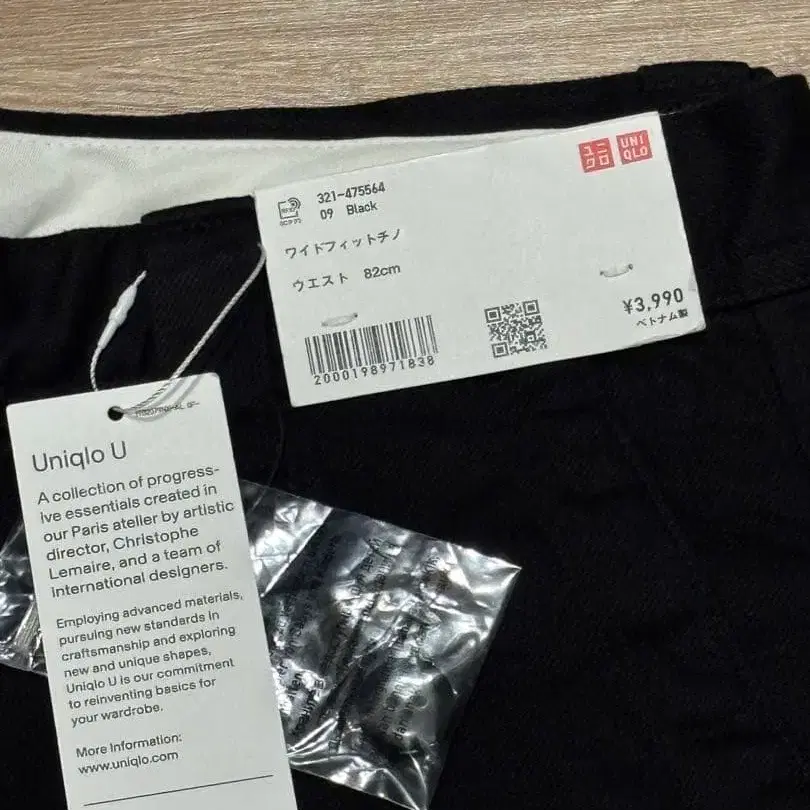 ユニクロ
UNI
QLO
321-475564
09 Black
ワイドフィットチノ
ウエスト 82cm
¥3,990
ベトナム製
2000198971838
Uniqlo U
A collection of progress-
ive essentials created in
our Paris atelier by artistic
director, Christophe
Lemaire, and a team of
international designers.
Employing advanced materials,
pursuing new standards in
craftsmanship and exploring
new and unique shapes,
Uniqlo U is our commitment
to reinventing basics for
your wardrobe.
More Information:
www.uniqlo.com